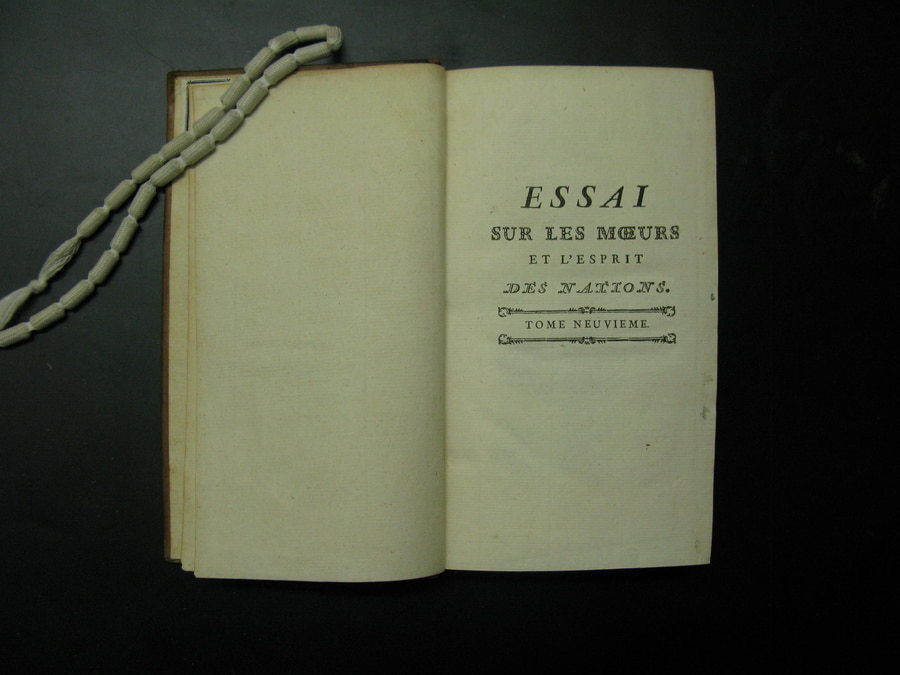 ESSAI
SUR LES MŒURS
ET L'ESPRIT
DES NATIONS.
TOME NEUVIEME.